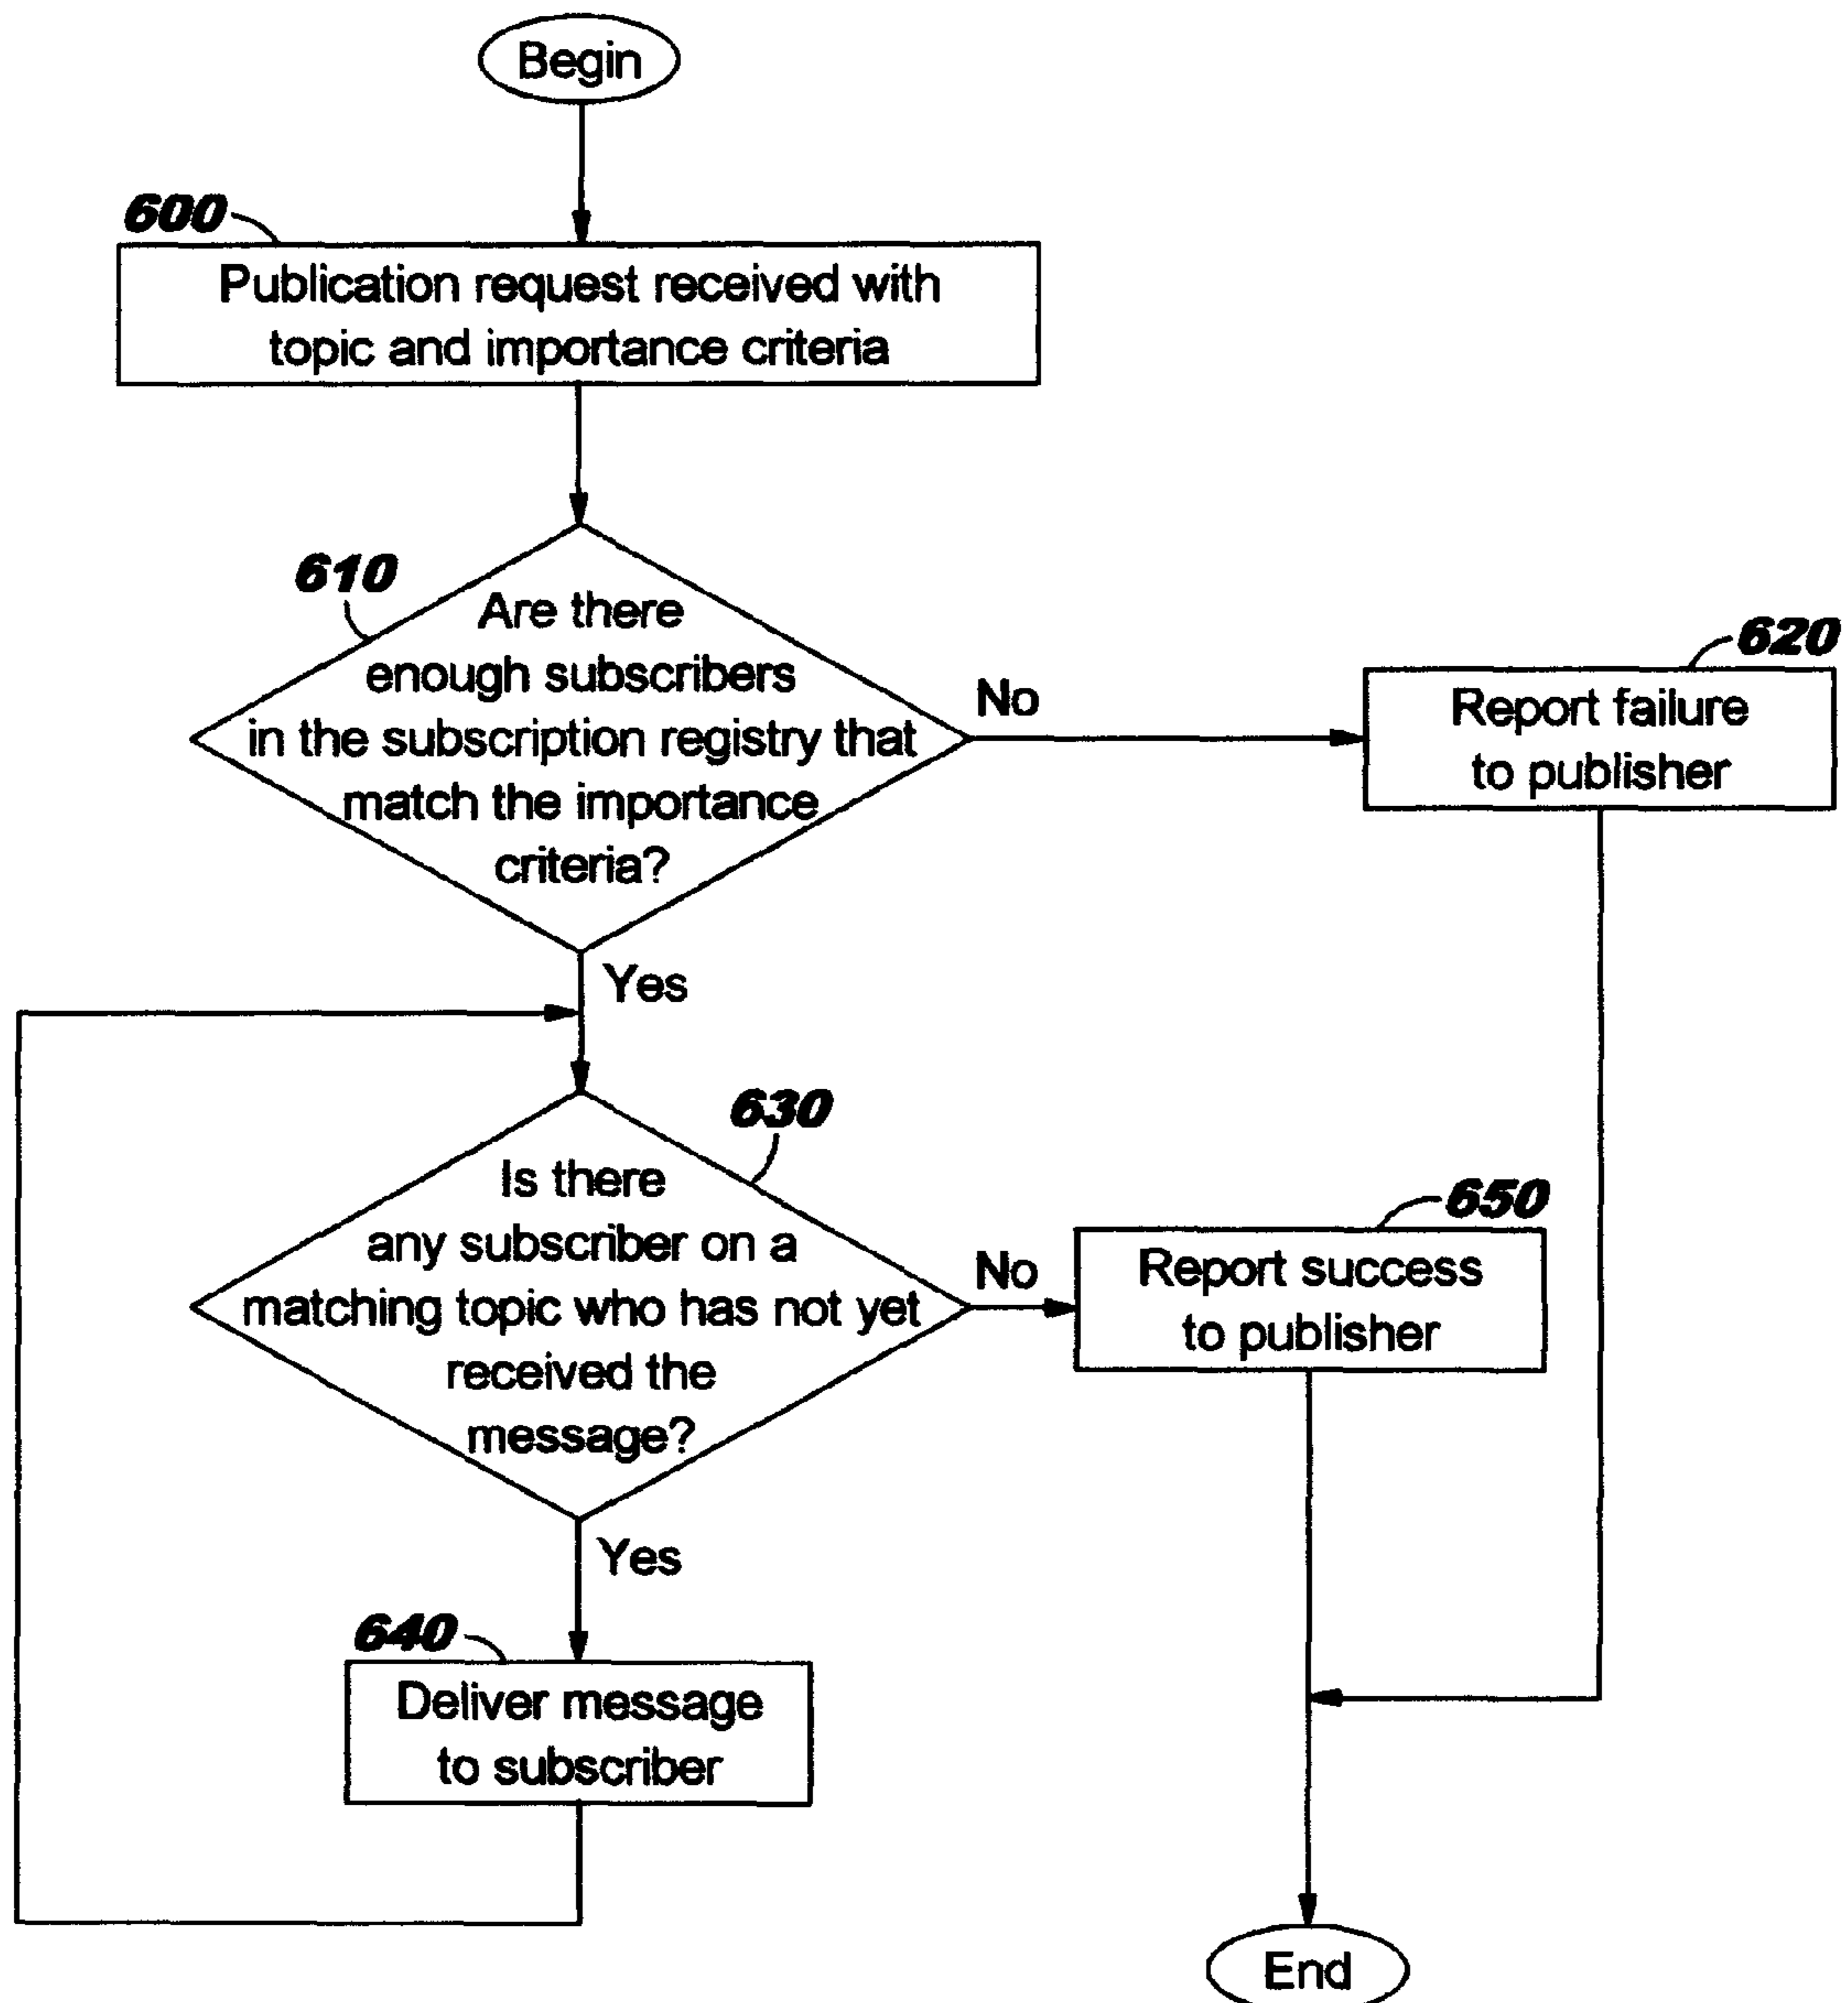 Begin
600
Publication request received with
topic and importance criteria
610
Are there
enough subscribers
in the subscription registry that
match the importance
criteria?
No
620
Report failure
to publisher
Yes
630
Is there
any subscriber on a
matching topic who has not yet
received the
message?
No
650
Report success
to publisher
Yes
640
Deliver message
to subscriber
End